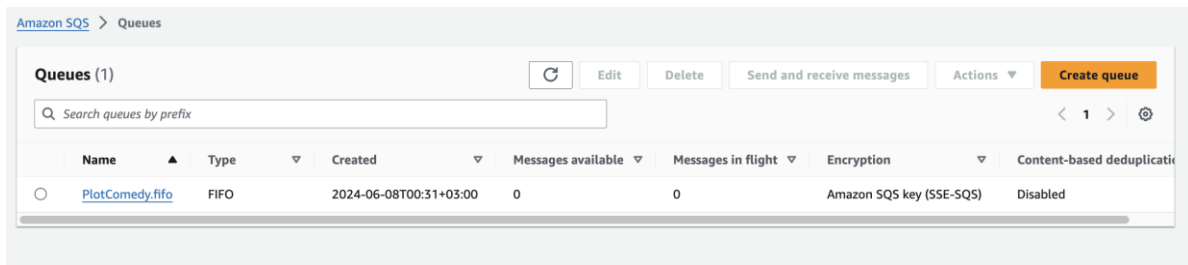 Amazon SQS > Queues
Queues (1) Edit Delete Send and receive messages Actions ▼ Create queue
Search queues by prefix < 1 >
Name ▲ Type ▽ Created ▽ Messages available ▽ Messages in flight ▽ Encryption ▽ Content-based deduplicatio
PlotComedy.fifo FIFO 2024-06-08T00:31+03:00 0 0 Amazon SQS key (SSE-SQS) Disabled